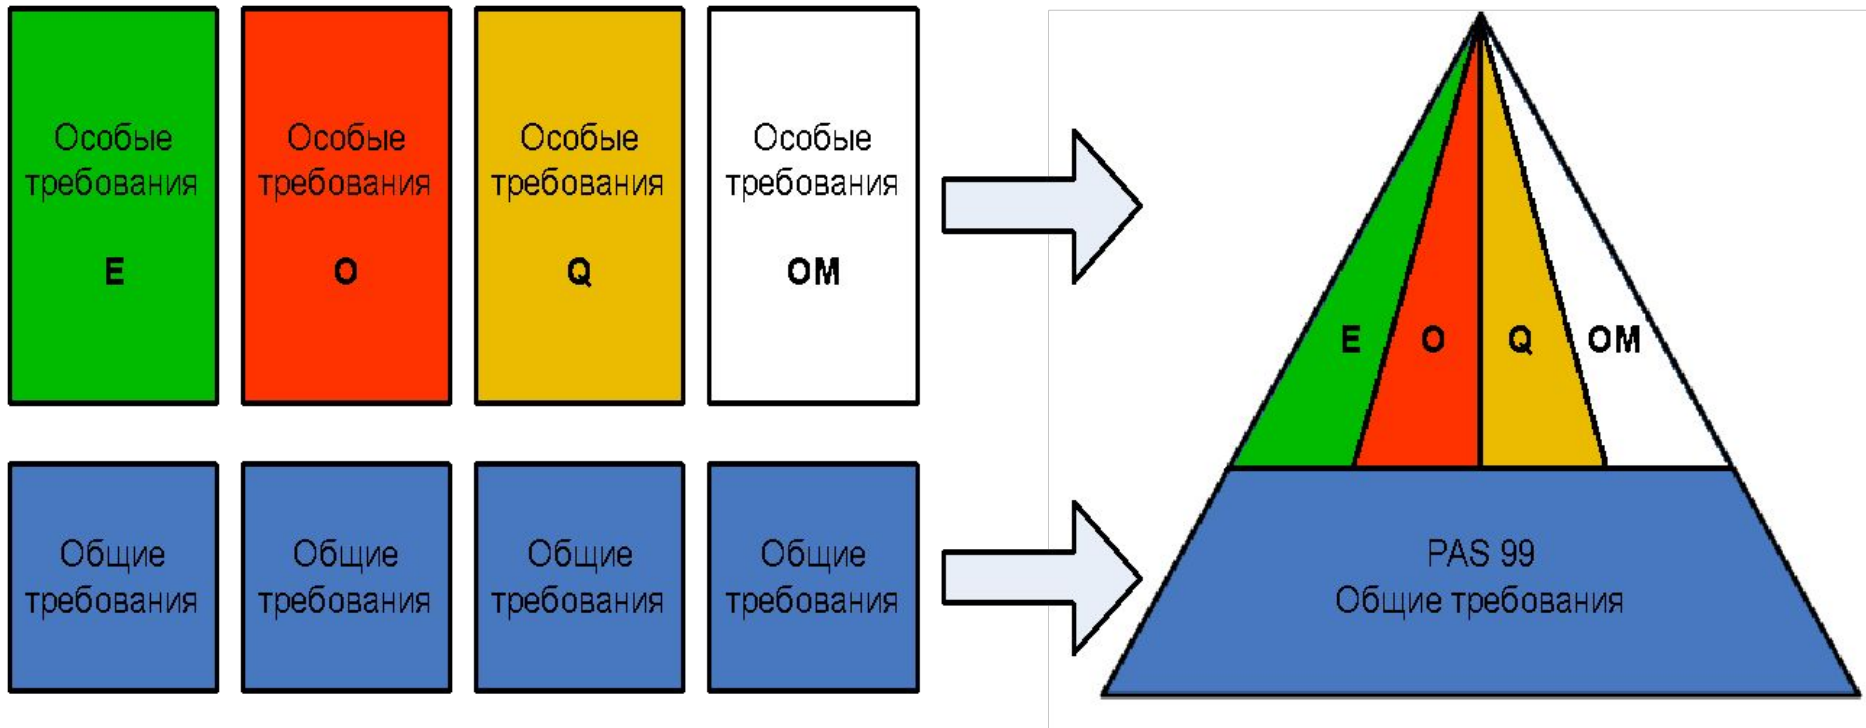 Особые
требования
E
Особые
требования
O
Особые
требования
Q
Особые
требования
OM
Общие
требования
Общие
требования
Общие
требования
Общие
требования
E
O
Q
OM
PAS 99
Общие требования